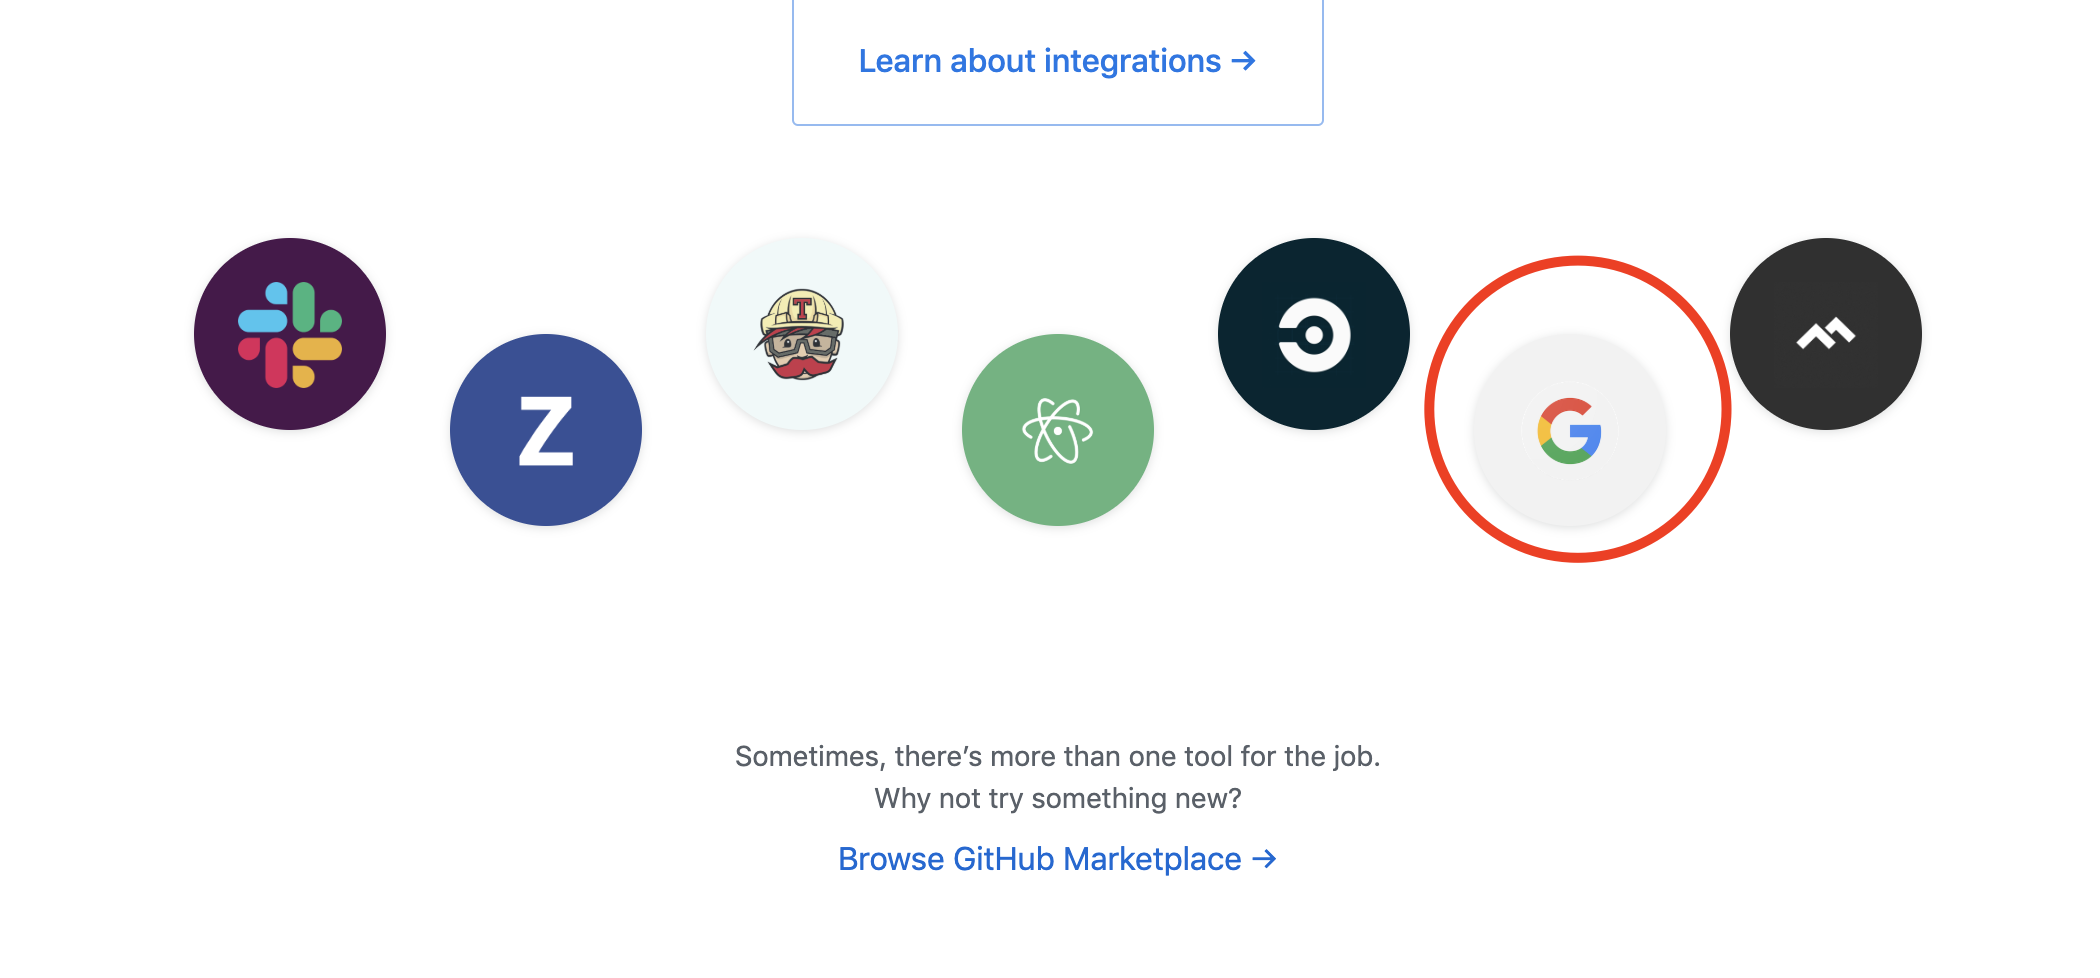 Learn about integrations →
Z
T
G
Sometimes, there’s more than one tool for the job.
Why not try something new?
Browse GitHub Marketplace →